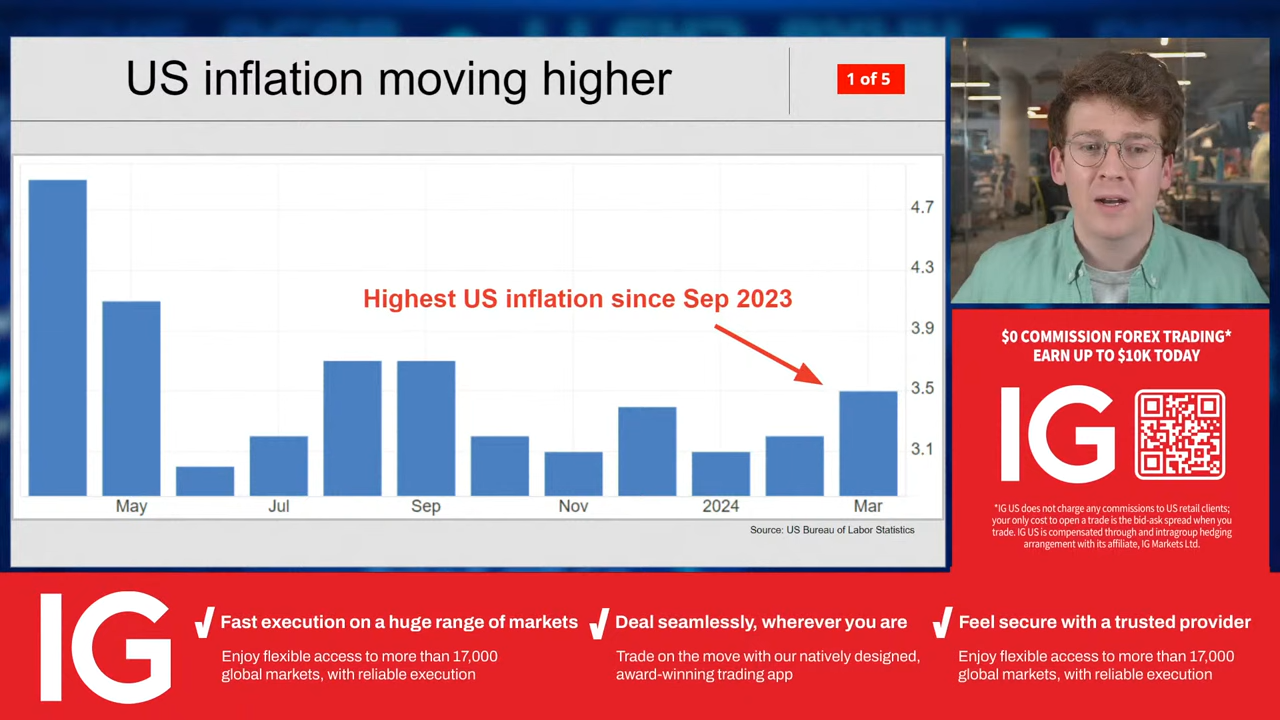 US inflation moving higher
1 of 5
4.7
4.3
3.9
3.5
3.1
Highest US inflation since Sep 2023
May
Jul
Sep
Nov
2024
Mar
Source: US Bureau of Labor Statistics
$0 COMMISSION FOREX TRADING*
EARN UP TO $10K TODAY
IG
*IG US does not charge any commissions to US retail clients;
your only cost to open a trade is the bid-ask spread when you
trade. IG US is compensated through and intragroup hedging
arrangement with its affiliate, IG Markets Ltd.
IG
Fast execution on a huge range of markets
Enjoy flexible access to more than 17,000
global markets, with reliable execution
Deal seamlessly, wherever you are
Trade on the move with our natively designed,
award-winning trading app
Feel secure with a trusted provider
Enjoy flexible access to more than 17,000
global markets, with reliable execution